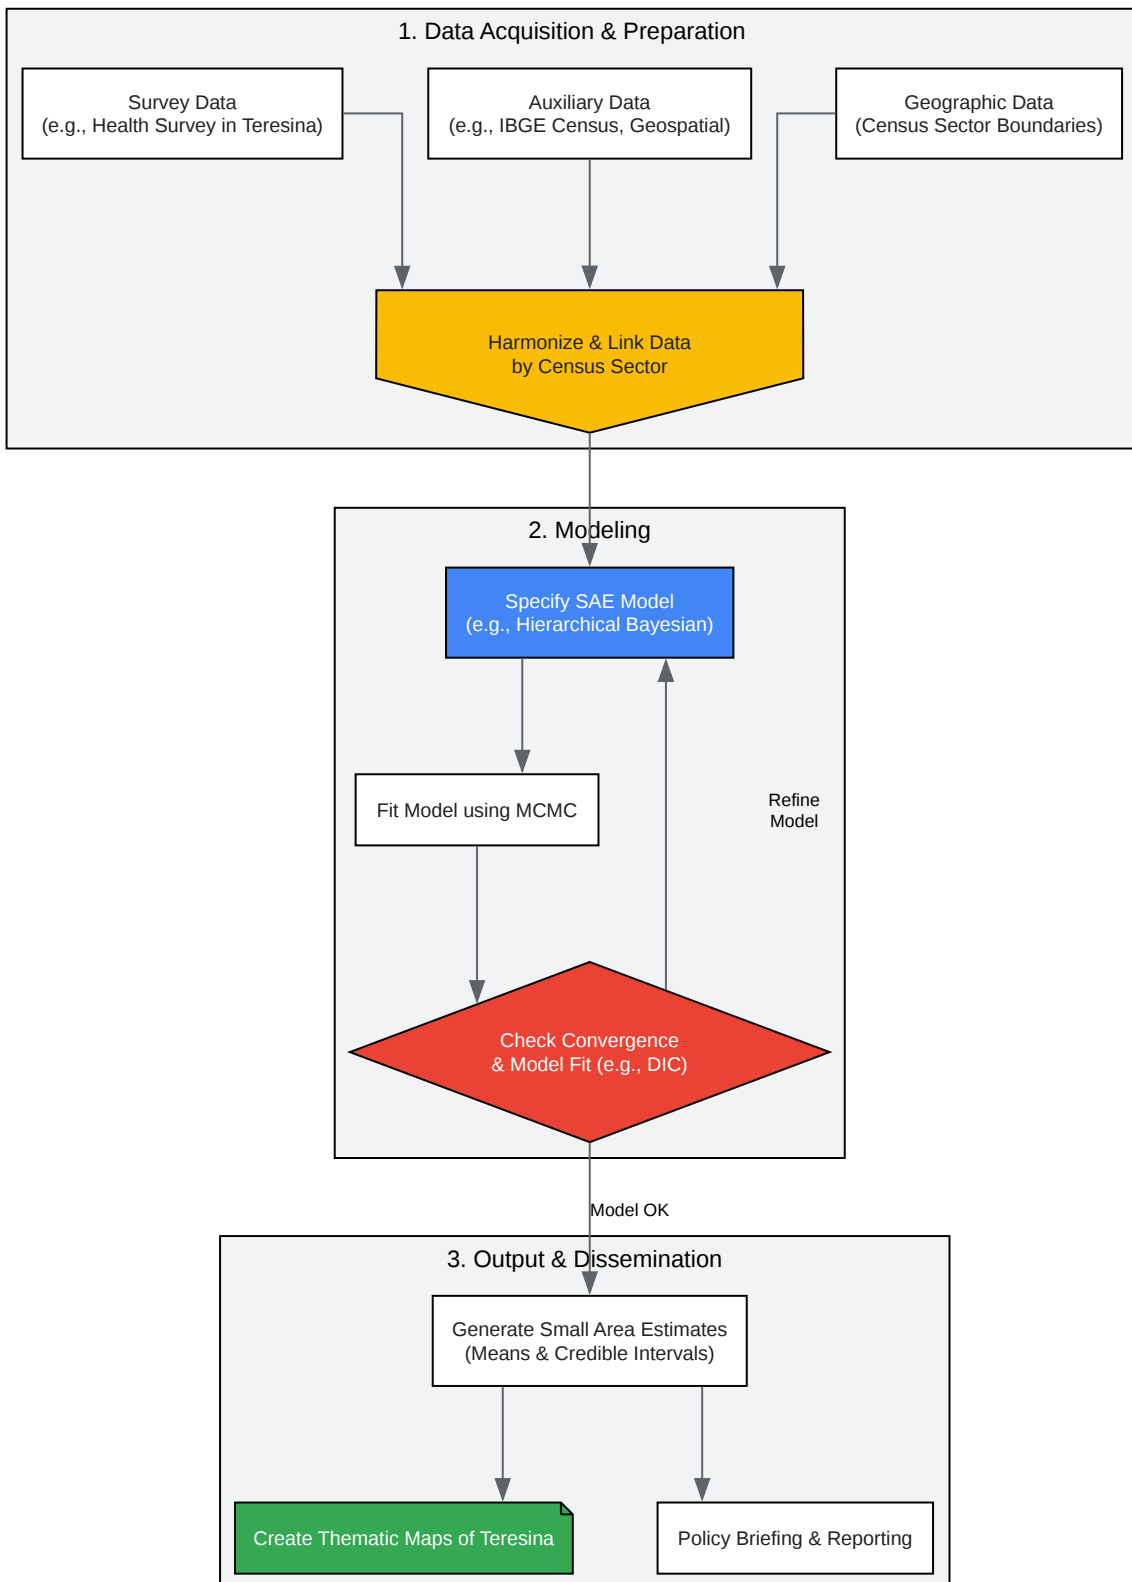 1. Data Acquisition & Preparation
Survey Data
(e.g., Health Survey in Teresina)
Auxiliary Data
(e.g., IBGE Census, Geospatial)
Geographic Data
(Census Sector Boundaries)
Harmonize & Link Data
by Census Sector
2. Modeling
Specify SAE Model
(e.g., Hierarchical Bayesian)
Fit Model using MCMC
Refine
Model
Check Convergence
& Model Fit (e.g., DIC)
Model OK
3. Output & Dissemination
Generate Small Area Estimates
(Means & Credible Intervals)
Create Thematic Maps of Teresina
Policy Briefing & Reporting